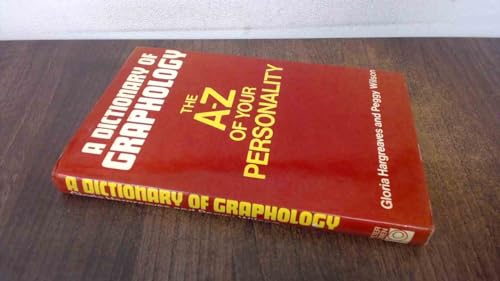 A DICTIONARY OF
GRAPHOLOGY
THE
A-Z
OF YOUR
PERSONALITY
Gloria Hargreaves and Peggy Wilson
A DICTIONARY OF GRAPHOLOGY